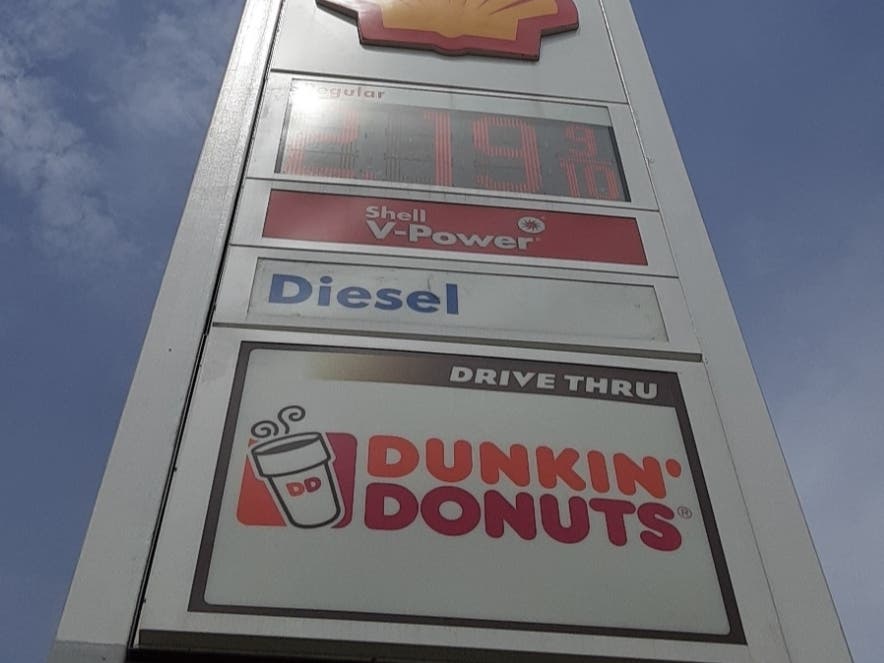 Regular
2.19 9/10
Shell
V-Power
Diesel
DRIVE THRU
DD
DUNKIN'
DONUTS®